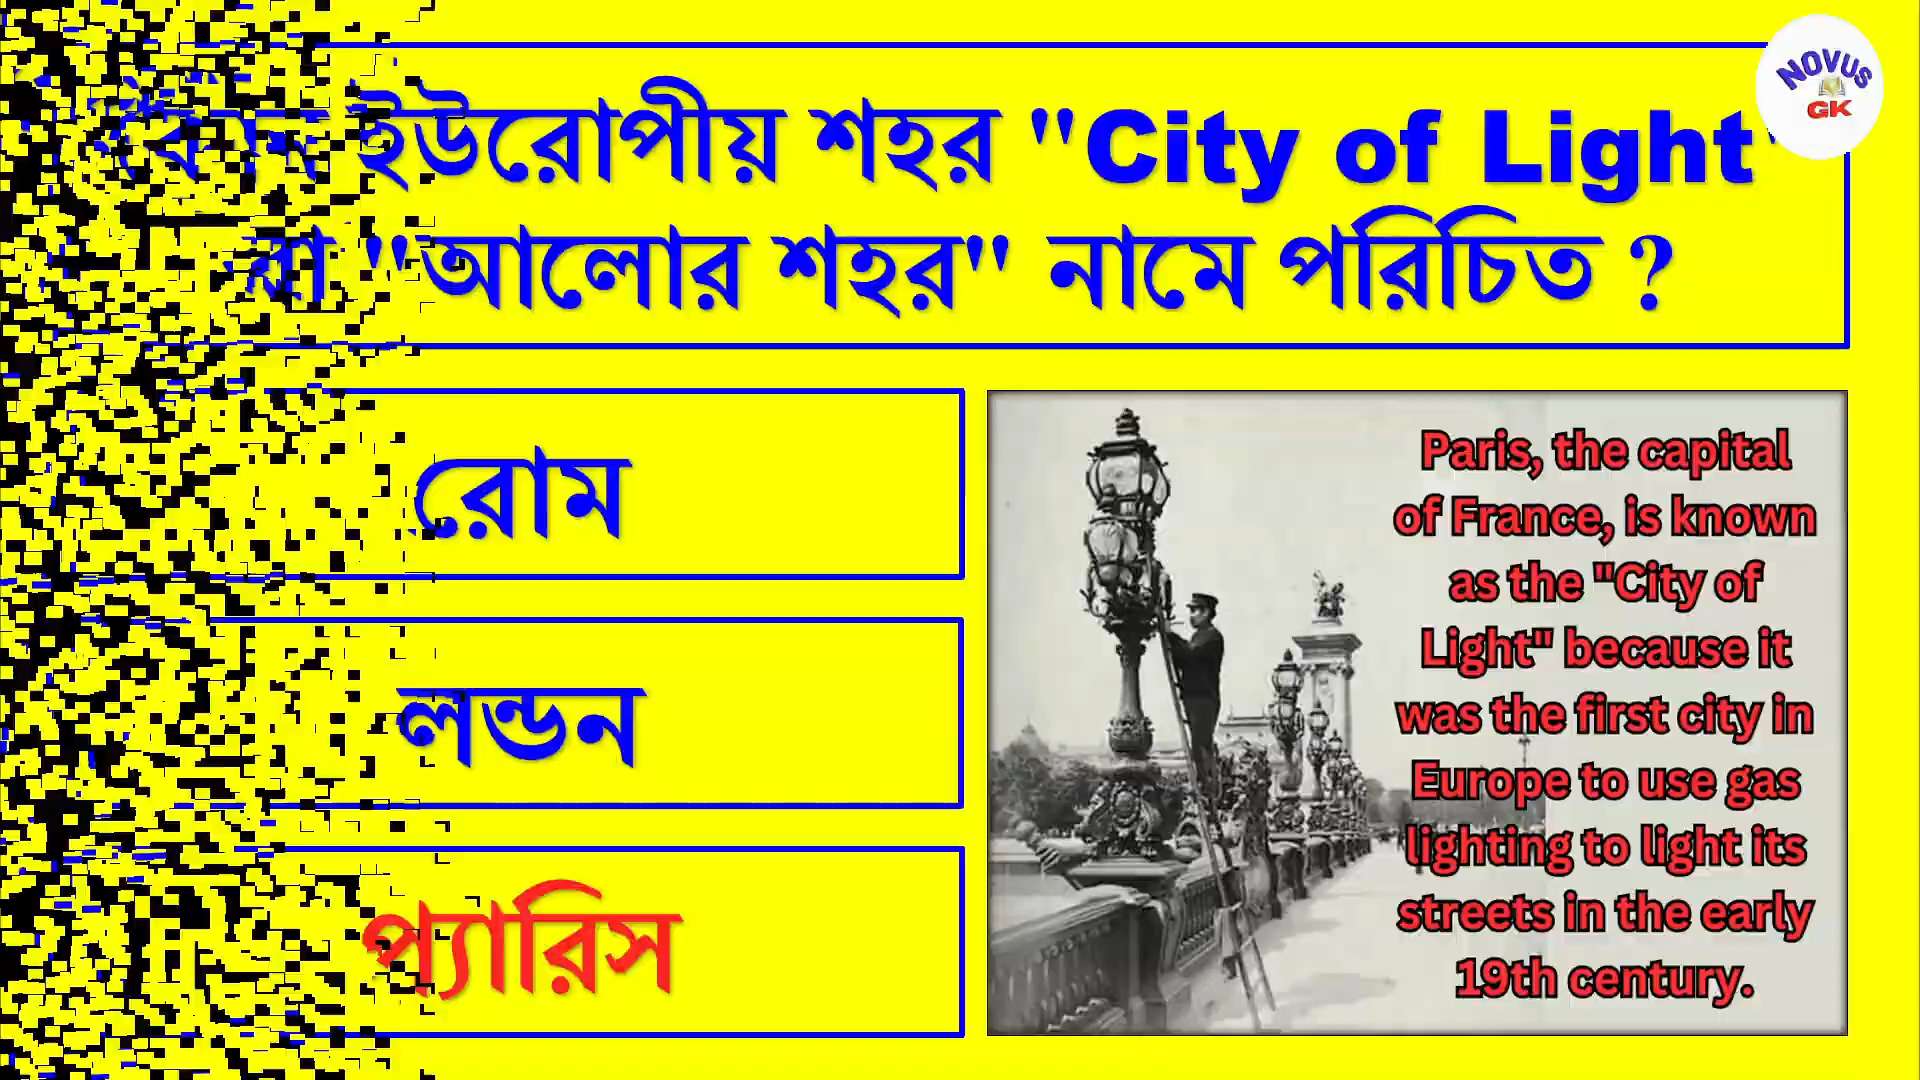 ইউরোপীয় শহর "City of Light"
বা "আলোর শহর" নামে পরিচিত ?
রোম
লন্ডন
প্যারিস
Paris, the capital
of France, is known
as the "City of
Light" because it
was the first city in
Europe to use gas
lighting to light its
streets in the early
19th century.
NOVUS
GK